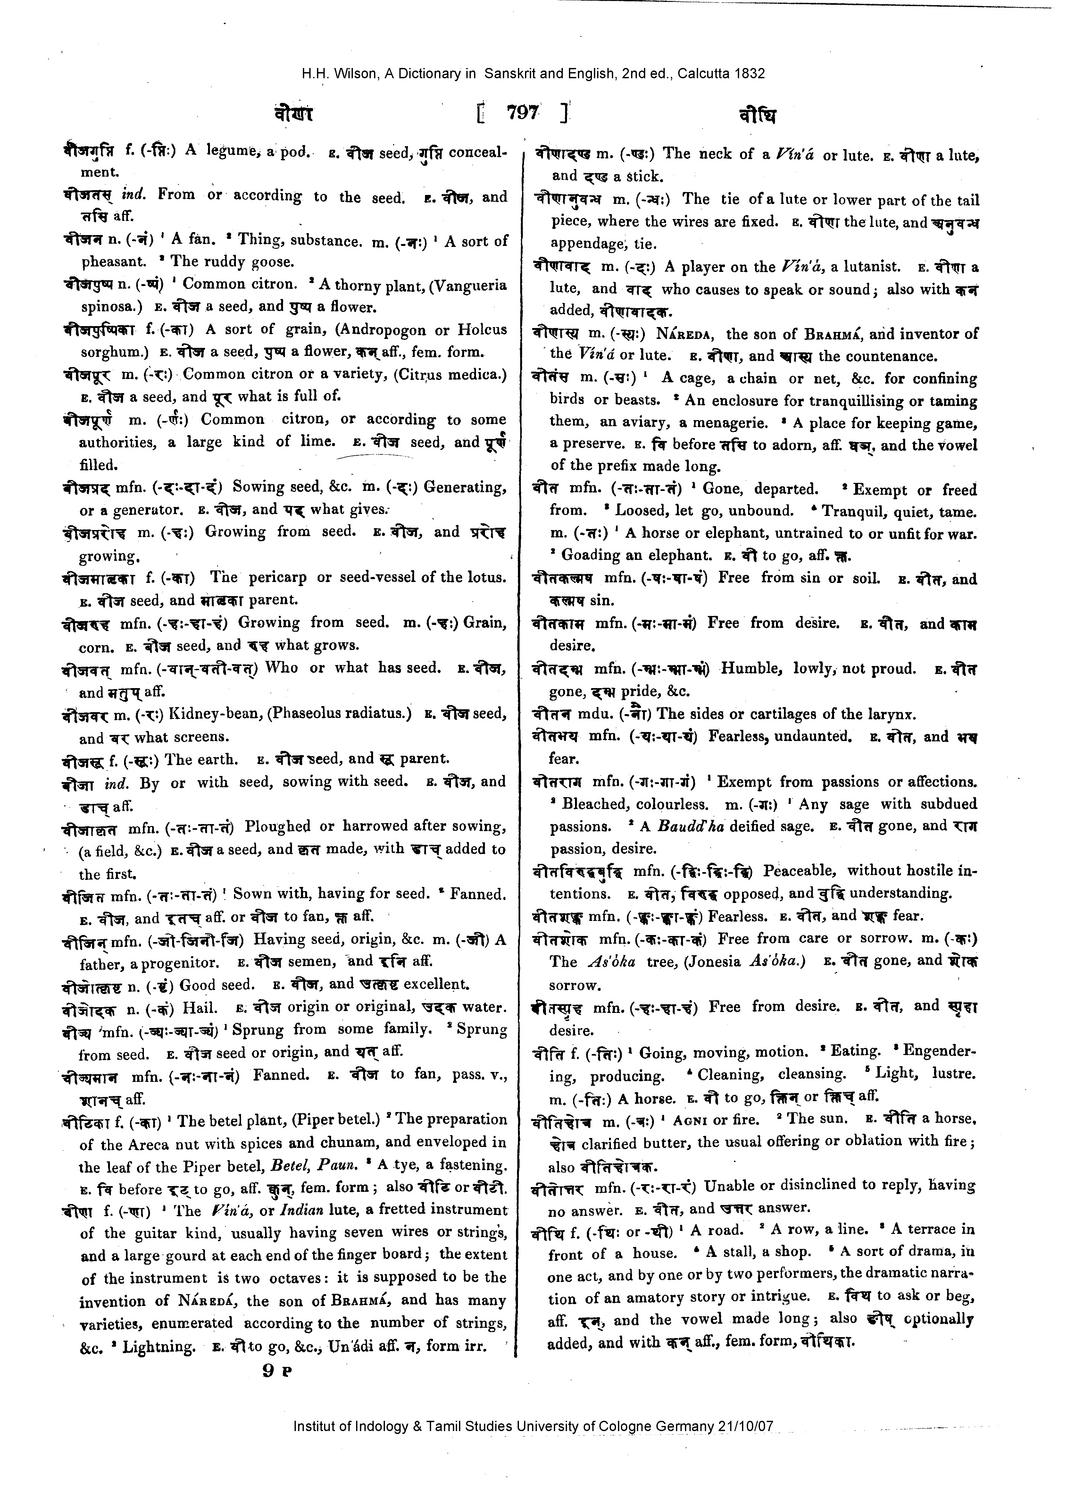 H.H. Wilson, A Dictionary in Sanskrit and English, 2nd ed., Calcutta 1832
वीणा
[ 797 ]
वीथि
वीजगुप्ति f. (-प्तिः) A legume, a pod. E. वीज seed, गुप्ति conceal-
ment.
वीजतस् ind. From or according to the seed. E. वीज, and
तसि aff.
वीजन n. (-नं) ¹ A fan. ² Thing, substance. m. (-नः) ¹ A sort of
pheasant. ² The ruddy goose.
वीजपुष्प n. (-ष्पं) ¹ Common citron. ² A thorny plant, (Vangueria
spinosa.) E. वीज a seed, and पुष्प a flower.
वीजपुष्पिका f. (-का) A sort of grain, (Andropogon or Holcus
sorghum.) E. वीज a seed, पुष्प a flower, कन् aff., fem. form.
वीजपूर m. (-रः) Common citron or a variety, (Citrus medica.)
E. वीज a seed, and पूर what is full of.
वीजपूर्ण m. (-र्णः) Common citron, or according to some
authorities, a large kind of lime. E. वीज seed, and पूर्ण
filled.
वीजप्रद mfn. (-दः-दा-दं) Sowing seed, &c. m. (-दः) Generating,
or a generator. E. वीज, and प्रद what gives.
वीजप्ररोह m. (-हः) Growing from seed. E. वीज, and प्ररोह
growing.
वीजमातृका f. (-का) The pericarp or seed-vessel of the lotus.
E. वीज seed, and मातृका parent.
वीजरुह mfn. (-हः-हा-हं) Growing from seed. m. (-हः) Grain,
corn. E. वीज seed, and रुह what grows.
वीजवत् mfn. (-वान्-वती-वत्) Who or what has seed. E. वीज,
and मतुप् aff.
वीजवर m. (-रः) Kidney-bean, (Phaseolus radiatus.) E. वीज seed,
and वर what screens.
वीजसू f. (-सूः) The earth. E. वीज seed, and सू parent.
वीजा ind. By or with seed, sowing with seed. E. वीज, and
डाच् aff.
वीजाकृत mfn. (-तः-ता-तं) Ploughed or harrowed after sowing,
(a field, &c.) E. वीज a seed, and कृत made, with डाच् added to
the first.
वीजित mfn. (-तः-ता-तं) ¹ Sown with, having for seed. ² Fanned.
E. वीज, and इतच् aff. or वीज to fan, क्त aff.
वीजिन् mfn. (-जी-जिनी-जि) Having seed, origin, &c. m. (-जी) A
father, a progenitor. E. वीज semen, and इनि aff.
वीजोत्कृष्ट n. (-ष्टं) Good seed. E. वीज, and उत्कृष्ट excellent.
वीजोदक n. (-कं) Hail. E. वीज origin or original, उदक water.
वीज्य mfn. (-ज्यः-ज्या-ज्यं) ¹ Sprung from some family. ² Sprung
from seed. E. वीज seed or origin, and यत् aff.
वीज्यमान mfn. (-नः-ना-नं) Fanned. E. वीज to fan, pass. v.,
शानच् aff.
वीटिका f. (-का) ¹ The betel plant, (Piper betel.) ² The preparation
of the Areca nut with spices and chunam, and enveloped in
the leaf of the Piper betel, Betel, Paun. ³ A tye, a fastening.
E. वि before इट् to go, aff. कुन्, fem. form ; also वीटि or वीटी.
वीणा f. (-णा) ¹ The Vín'á, or Indian lute, a fretted instrument
of the guitar kind, usually having seven wires or strings,
and a large gourd at each end of the finger board ; the extent
of the instrument is two octaves : it is supposed to be the
invention of NÁREDÁ, the son of BRAHMÁ, and has many
varieties, enumerated according to the number of strings,
&c. ² Lightning. E. वी to go, &c., Un'ádi aff. न, form irr.
9 P
वीणादण्ड m. (-ण्डः) The neck of a Vín'á or lute. E. वीणा a lute,
and दण्ड a stick.
वीणानुबन्ध m. (-न्धः) The tie of a lute or lower part of the tail
piece, where the wires are fixed. E. वीणा the lute, and अनुबन्ध
appendage, tie.
वीणावाद m. (-दः) A player on the Vín'á, a lutanist. E. वीणा a
lute, and वाद who causes to speak or sound ; also with कन्
added, वीणावादक.
वीणास्य m. (-स्यः) NÁREDA, the son of BRAHMÁ, and inventor of
the Vín'á or lute. E. वीणा, and आस्य the countenance.
वीतंस m. (-सः) ¹ A cage, a chain or net, &c. for confining
birds or beasts. ² An enclosure for tranquillising or taming
them, an aviary, a menagerie. ³ A place for keeping game,
a preserve. E. वि before तसि to adorn, aff. घञ्, and the vowel
of the prefix made long.
वीत mfn. (-तः-ता-तं) ¹ Gone, departed. ² Exempt or freed
from. ³ Loosed, let go, unbound. ⁴ Tranquil, quiet, tame.
m. (-तः) ¹ A horse or elephant, untrained to or unfit for war.
² Goading an elephant. E. वी to go, aff. क्त.
वीतकल्मष mfn. (-षः-षा-षं) Free from sin or soil. E. वीत, and
कल्मष sin.
वीतकाम mfn. (-मः-मा-मं) Free from desire. E. वीत, and काम
desire.
वीतदम्भ mfn. (-म्भः-म्भा-म्भं) Humble, lowly, not proud. E. वीत
gone, दम्भ pride, &c.
वीतन mdu. (-नौ) The sides or cartilages of the larynx.
वीतभय mfn. (-यः-या-यं) Fearless, undaunted. E. वीत, and भय
fear.
वीतराग mfn. (-गः-गा-गं) ¹ Exempt from passions or affections.
² Bleached, colourless. m. (-गः) ¹ Any sage with subdued
passions. ² A Baudd'ha deified sage. E. वीत gone, and राग
passion, desire.
वीतविरुद्धबुद्धि mfn. (-द्धिः-द्धिः-द्धि) Peaceable, without hostile in-
tentions. E. वीत, विरुद्ध opposed, and बुद्धि understanding.
वीतशङ्क mfn. (-ङ्कः-ङ्का-ङ्कं) Fearless. E. वीत, and शङ्क fear.
वीतशोक mfn. (-कः-का-कं) Free from care or sorrow. m. (-कः)
The As'óka tree, (Jonesia As'óka.) E. वीत gone, and शोक
sorrow.
वीतस्पृह mfn. (-हः-हा-हं) Free from desire. E. वीत, and स्पृहा
desire.
वीति f. (-तिः) ¹ Going, moving, motion. ² Eating. ³ Engender-
ing, producing. ⁴ Cleaning, cleansing. ⁵ Light, lustre.
m. (-तिः) A horse. E. वी to go, क्तिन् or क्तिच् aff.
वीतिहोत्र m. (-त्रः) ¹ AGNI or fire. ² The sun. E. वीति a horse,
होत्र clarified butter, the usual offering or oblation with fire ;
also वीतिहोत्रक.
वीतोत्तर mfn. (-रः-रा-रं) Unable or disinclined to reply, having
no answer. E. वीत, and उत्तर answer.
वीथि f. (-थिः or -थी) ¹ A road. ² A row, a line. ³ A terrace in
front of a house. ⁴ A stall, a shop. ⁵ A sort of drama, in
one act, and by one or by two performers, the dramatic narra-
tion of an amatory story or intrigue. E. विथ to ask or beg,
aff. इन्, and the vowel made long ; also ङीष् optionally
added, and with कन् aff., fem. form, वीथिका.
Institut of Indology & Tamil Studies University of Cologne Germany 21/10/07